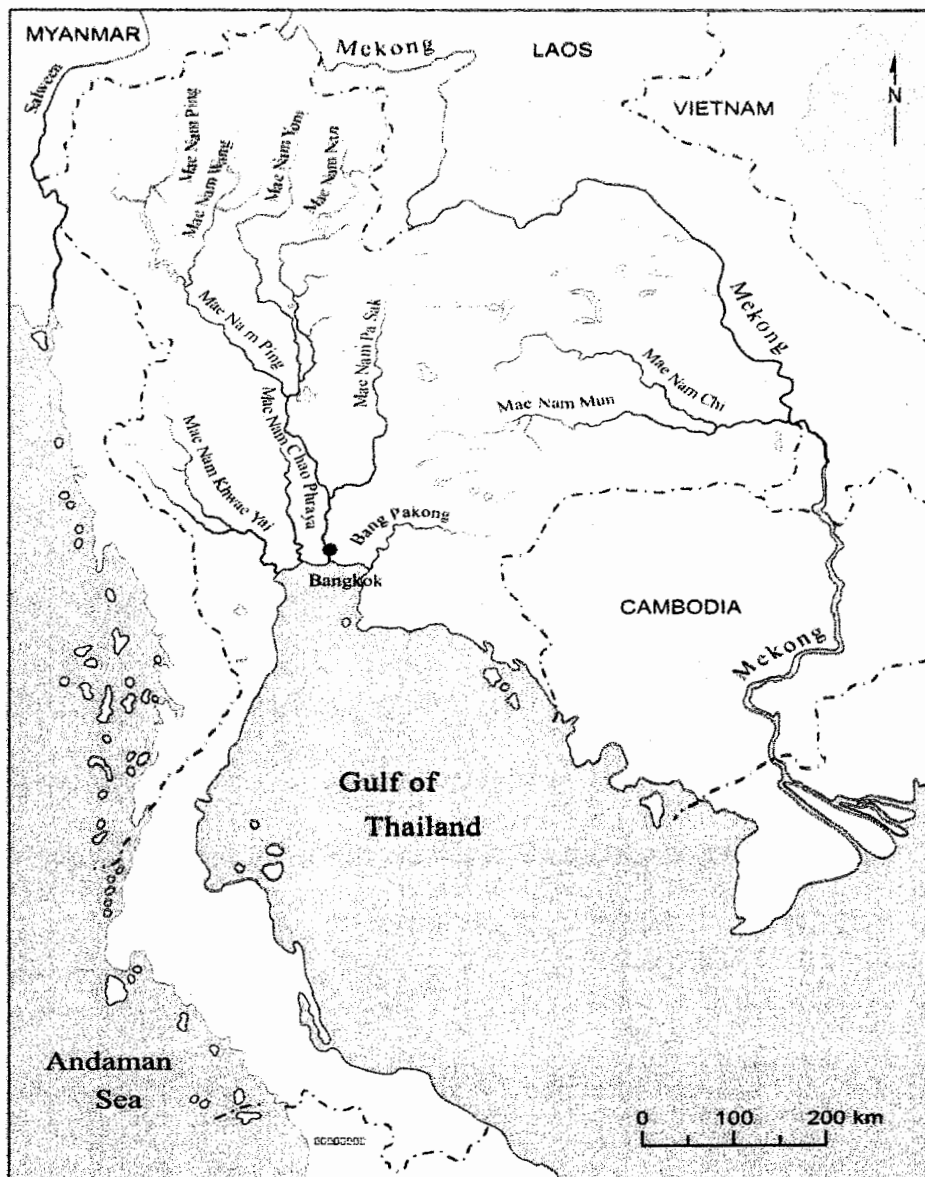 MYANMAR
Mekong
LAOS
Salween
VIETNAM
N
Mae Nam Ping
Mae Nam Wang
Mae Nam Yom
Mae Nam Nan
Mekong
Mae Nam Ping
Mae Nam Pa Sak
Mae Nam Chi
Mae Nam Mun
Mae Nam Chao Phraya
Mae Nam Khwae Yai
Bang Pakong
Bangkok
CAMBODIA
Mekong
Gulf of
Thailand
Andaman
Sea
0 100 200 km